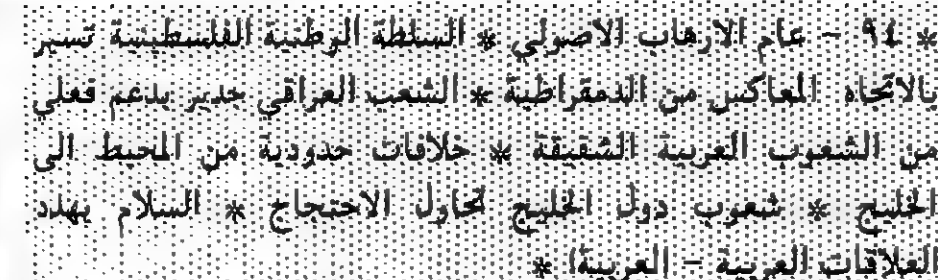 * ٩٤ - عام الارهاب الاصولي * السلطة الوطنية الفلسطينية تسير
بالاتجاه المعاكس من الدمقراطية * الشعب العراقي جدير بدعم فعلي
من الشعوب العربية الشقيقة * خلافات حدودية من المحيط الى
الخليج * شعوب دول الخليج تحاول الاحتجاج * السلام يهدد
العلاقات العربية - العربية! *